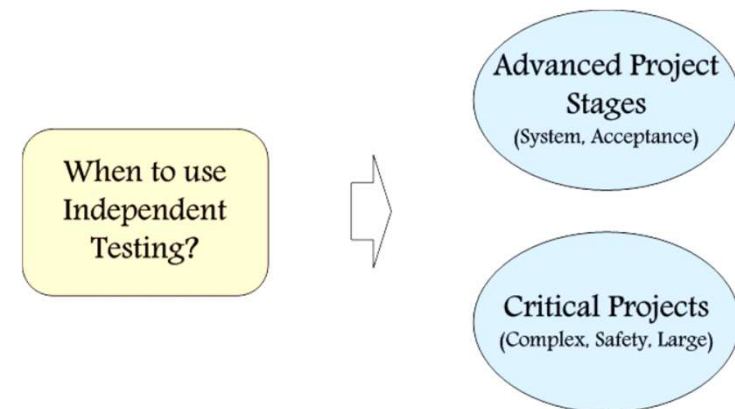 When to use
Independent
Testing?
Advanced Project
Stages
(System, Acceptance)
Critical Projects
(Complex, Safety, Large)